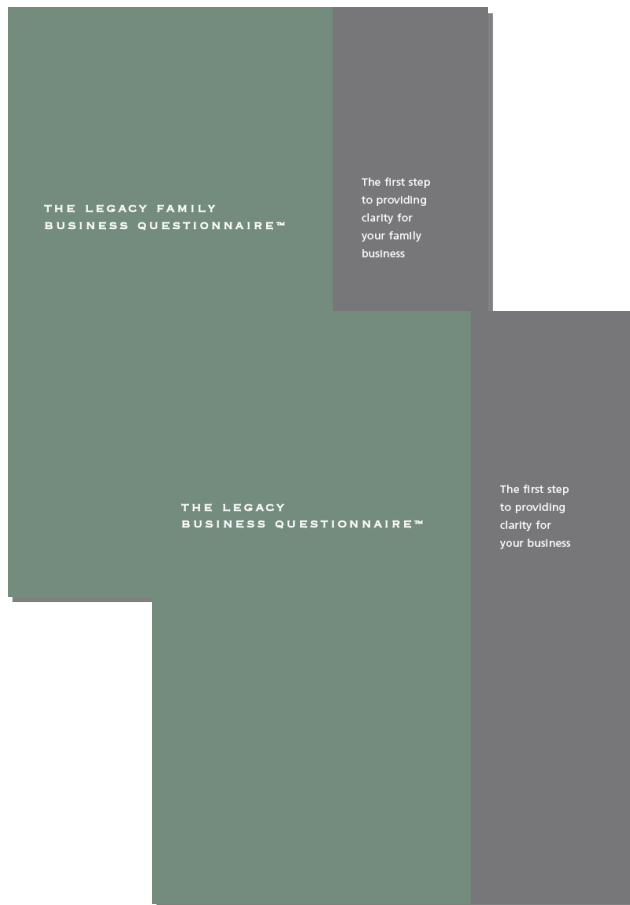 THE LEGACY FAMILY
BUSINESS QUESTIONNAIRE™
The first step
to providing
clarity for
your family
business
THE LEGACY
BUSINESS QUESTIONNAIRE™
The first step
to providing
clarity for
your business